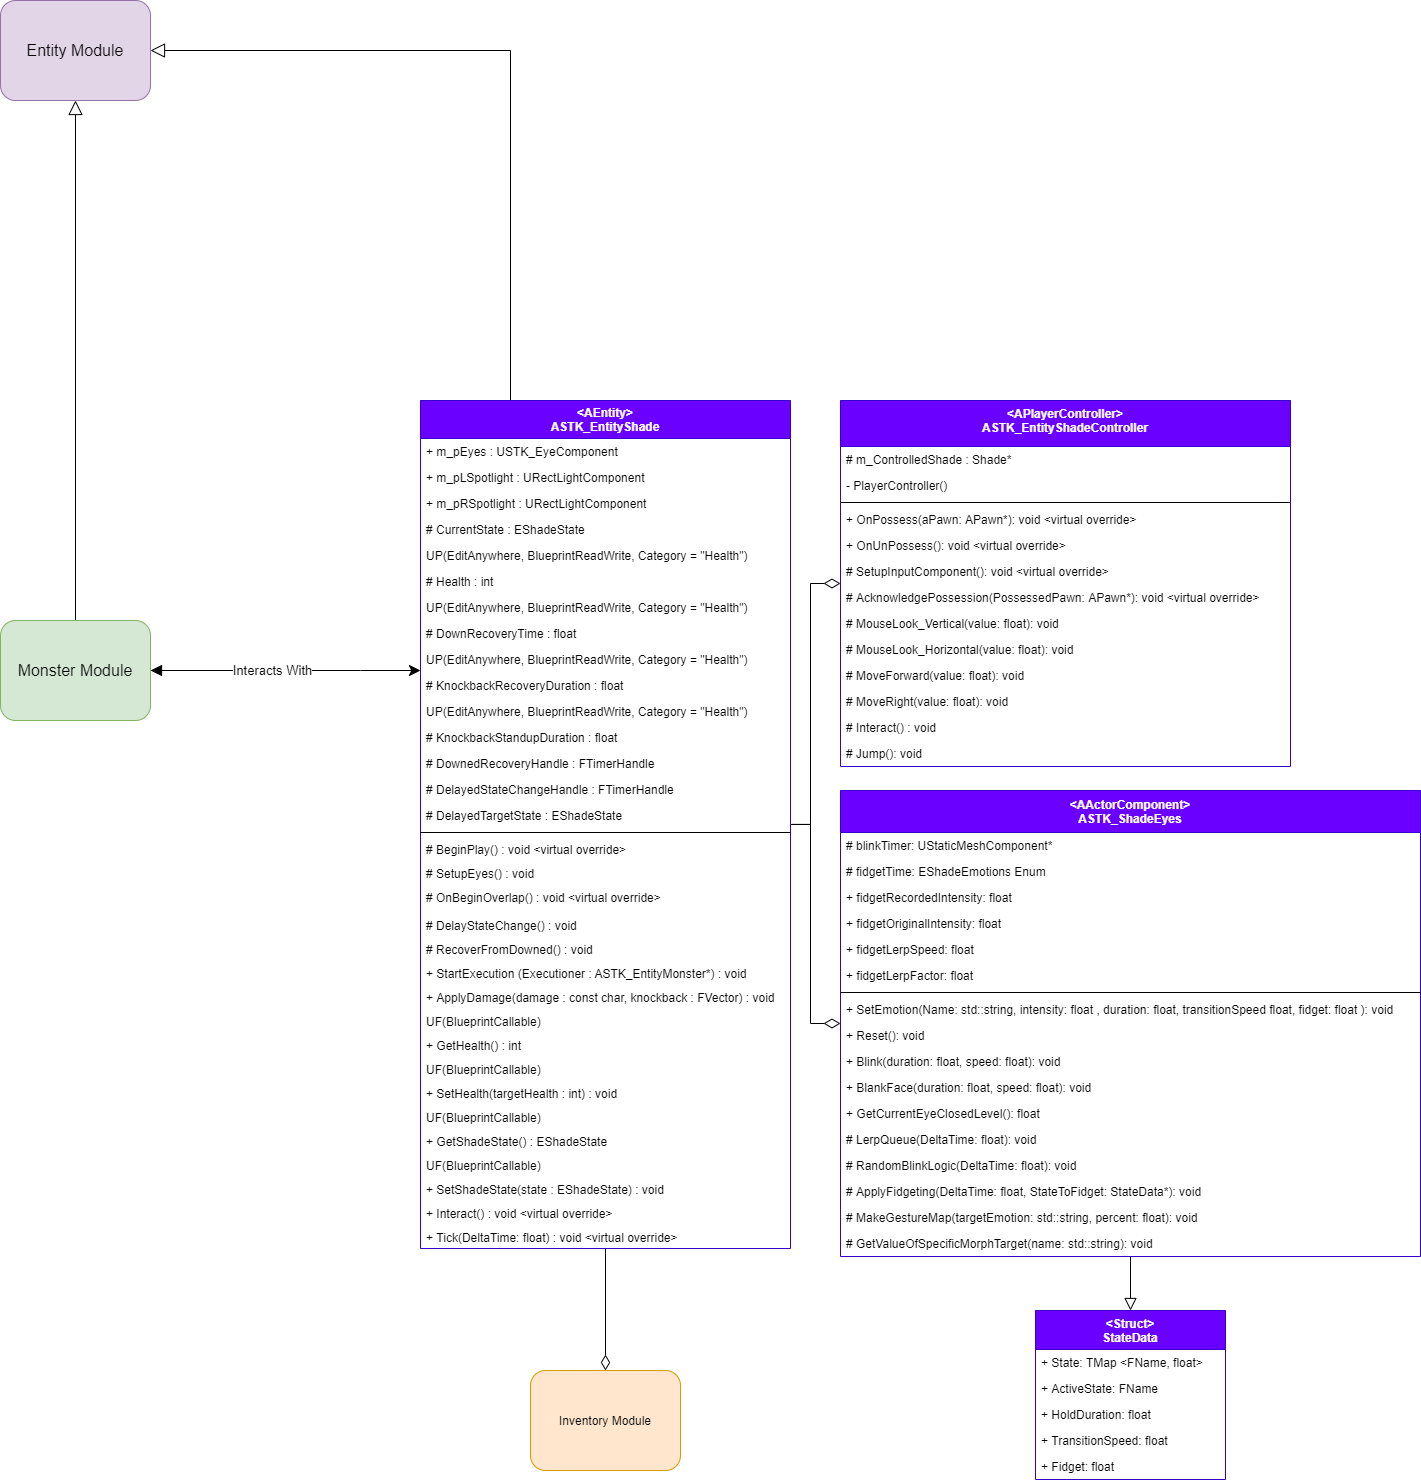 Entity Module
Monster Module
Interacts With
<AEntity>
ASTK_EntityShade
+ m_pEyes : USTK_EyeComponent
+ m_pLSpotlight : URectLightComponent
+ m_pRSpotlight : URectLightComponent
# CurrentState : EShadeState
UP(EditAnywhere, BlueprintReadWrite, Category = "Health")
# Health : int
UP(EditAnywhere, BlueprintReadWrite, Category = "Health")
# DownRecoveryTime : float
UP(EditAnywhere, BlueprintReadWrite, Category = "Health")
# KnockbackRecoveryDuration : float
UP(EditAnywhere, BlueprintReadWrite, Category = "Health")
# KnockbackStandupDuration : float
# DownedRecoveryHandle : FTimerHandle
# DelayedStateChangeHandle : FTimerHandle
# DelayedTargetState : EShadeState
# BeginPlay() : void <virtual override>
# SetupEyes() : void
# OnBeginOverlap() : void <virtual override>
# DelayStateChange() : void
# RecoverFromDowned() : void
+ StartExecution (Executioner : ASTK_EntityMonster*) : void
+ ApplyDamage(damage : const char, knockback : FVector) : void
UF(BlueprintCallable)
+ GetHealth() : int
UF(BlueprintCallable)
+ SetHealth(targetHealth : int) : void
UF(BlueprintCallable)
+ GetShadeState() : EShadeState
UF(BlueprintCallable)
+ SetShadeState(state : EShadeState) : void
+ Interact() : void <virtual override>
+ Tick(DeltaTime: float) : void <virtual override>
<APlayerController>
ASTK_EntityShadeController
# m_ControlledShade : Shade*
- PlayerController()
+ OnPossess(aPawn: APawn*): void <virtual override>
+ OnUnPossess(): void <virtual override>
# SetupInputComponent(): void <virtual override>
# AcknowledgePossession(PossessedPawn: APawn*): void <virtual override>
# MouseLook_Vertical(value: float): void
# MouseLook_Horizontal(value: float): void
# MoveForward(value: float): void
# MoveRight(value: float): void
# Interact() : void
# Jump(): void
<AActorComponent>
ASTK_ShadeEyes
# blinkTimer: UStaticMeshComponent*
# fidgetTime: EShadeEmotions Enum
+ fidgetRecordedIntensity: float
+ fidgetOriginalIntensity: float
+ fidgetLerpSpeed: float
+ fidgetLerpFactor: float
+ SetEmotion(Name: std::string, intensity: float , duration: float, transitionSpeed float, fidget: float ): void
+ Reset(): void
+ Blink(duration: float, speed: float): void
+ BlankFace(duration: float, speed: float): void
+ GetCurrentEyeClosedLevel(): float
# LerpQueue(DeltaTime: float): void
# RandomBlinkLogic(DeltaTime: float): void
# ApplyFidgeting(DeltaTime: float, StateToFidget: StateData*): void
# MakeGestureMap(targetEmotion: std::string, percent: float): void
# GetValueOfSpecificMorphTarget(name: std::string): void
<Struct>
StateData
+ State: TMap <FName, float>
+ ActiveState: FName
+ HoldDuration: float
+ TransitionSpeed: float
+ Fidget: float
Inventory Module